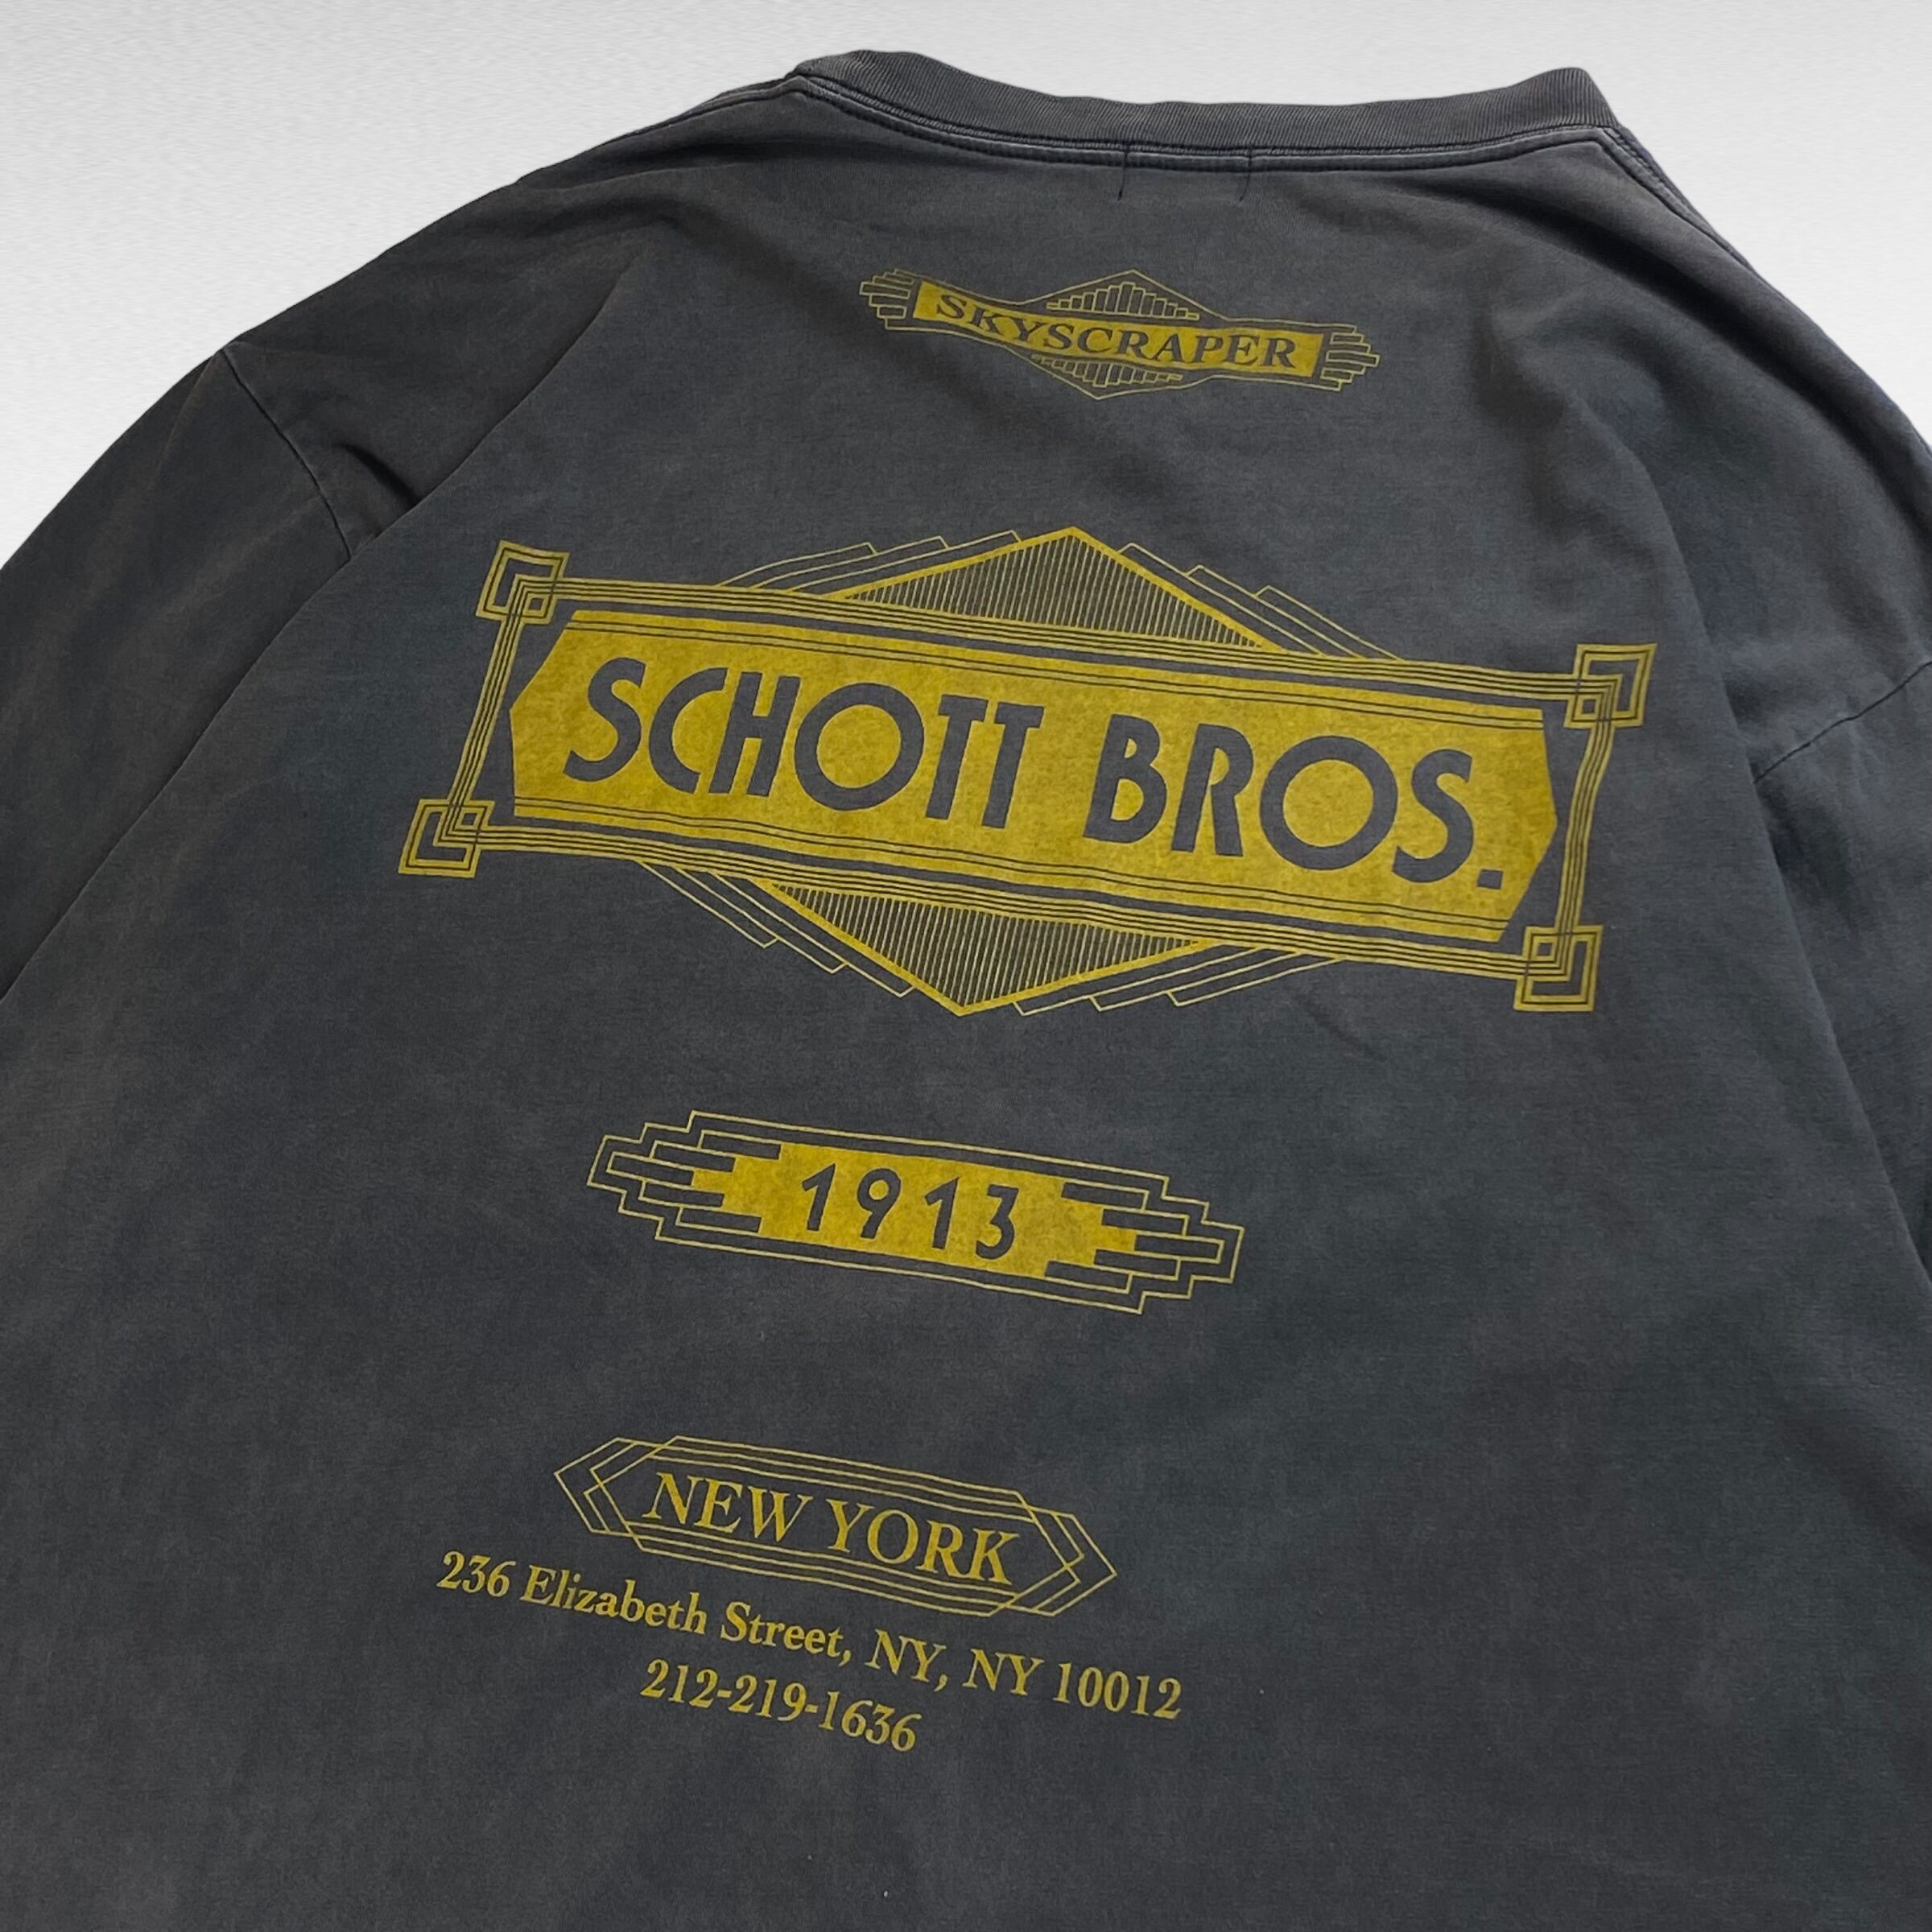 SKYSCRAPER
SCHOTT BROS.
1913
NEW YORK
236 Elizabeth Street, NY, NY 10012
212-219-1636